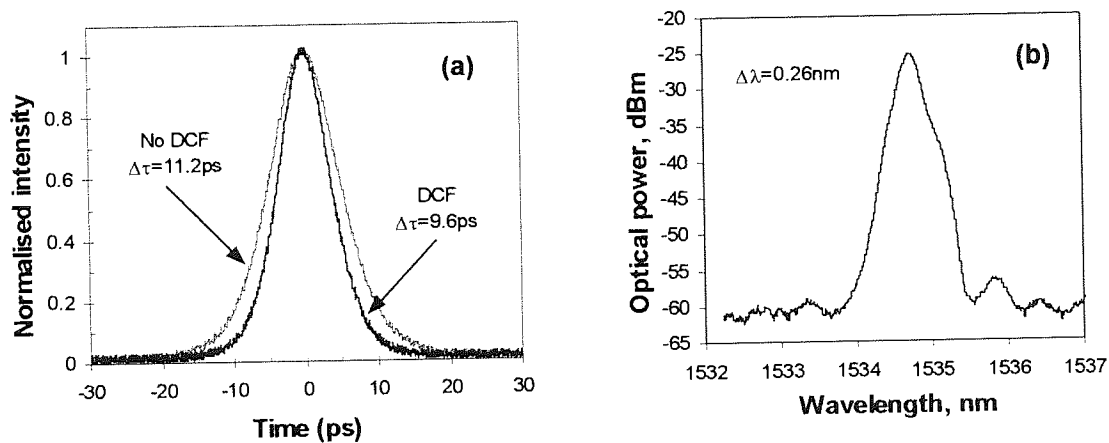 (a)
No DCF
Δτ=11.2ps
DCF
Δτ=9.6ps
Normalised intensity
1
0.8
0.6
0.4
0.2
0
-30 -20 -10 0 10 20 30
Time (ps)
(b)
Δλ=0.26nm
Optical power, dBm
-20
-25
-30
-35
-40
-45
-50
-55
-60
-65
1532 1533 1534 1535 1536 1537
Wavelength, nm